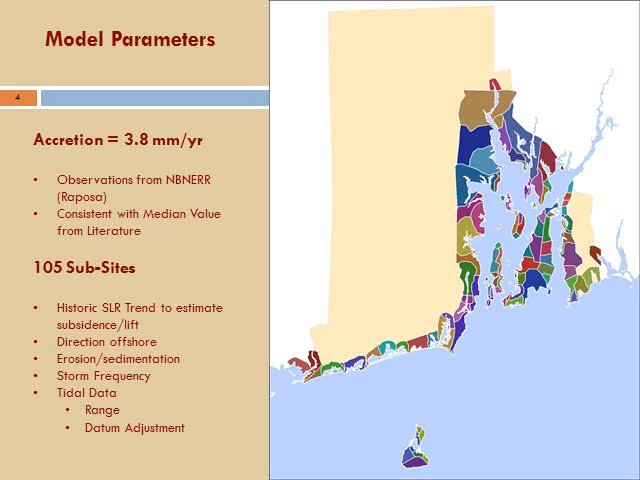 Model Parameters
4
Accretion = 3.8 mm/yr
• Observations from NBNERR
(Raposa)
• Consistent with Median Value
from Literature
105 Sub-Sites
• Historic SLR Trend to estimate
subsidence/lift
• Direction offshore
• Erosion/sedimentation
• Storm Frequency
• Tidal Data
• Range
• Datum Adjustment